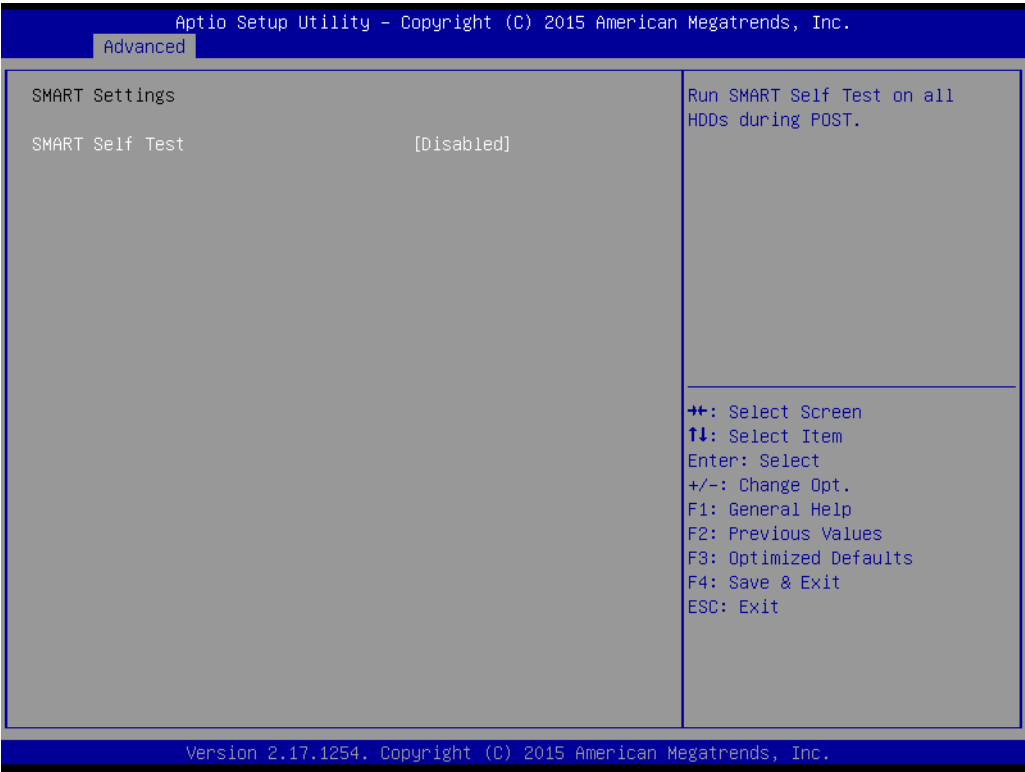 Aptio Setup Utility – Copyright (C) 2015 American Megatrends, Inc.
Advanced
SMART Settings
SMART Self Test [Disabled]
Run SMART Self Test on all
HDDs during POST.
→←: Select Screen
↑↓: Select Item
Enter: Select
+/-: Change Opt.
F1: General Help
F2: Previous Values
F3: Optimized Defaults
F4: Save & Exit
ESC: Exit
Version 2.17.1254. Copyright (C) 2015 American Megatrends, Inc.